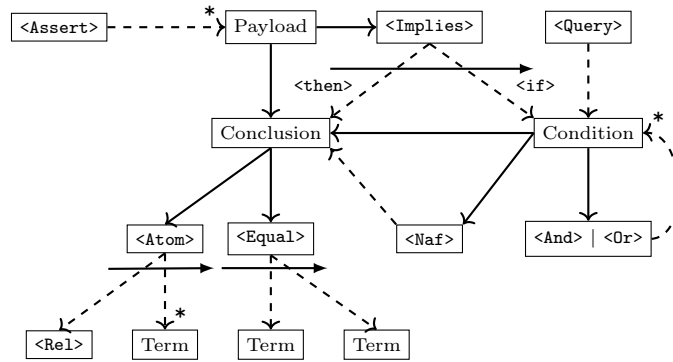 <Assert>
*
Payload
<Implies>
<Query>
<then>
<if>
Conclusion
Condition
*
<Atom>
<Equal>
<Naf>
<And> | <Or>
*
<Rel>
Term
Term
Term